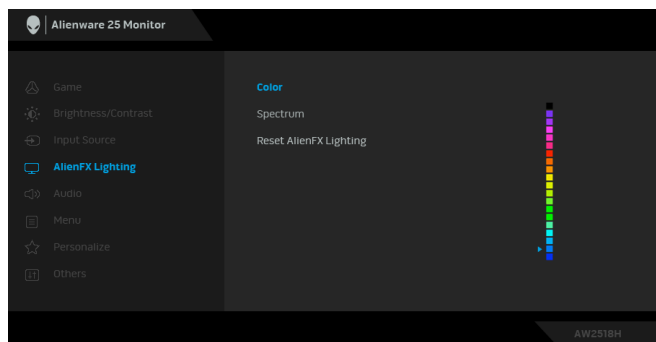 Alienware 25 Monitor
Game
Brightness/Contrast
Input Source
AlienFX Lighting
Audio
Menu
Personalize
Others
Color
Spectrum
Reset AlienFX Lighting
AW2518H